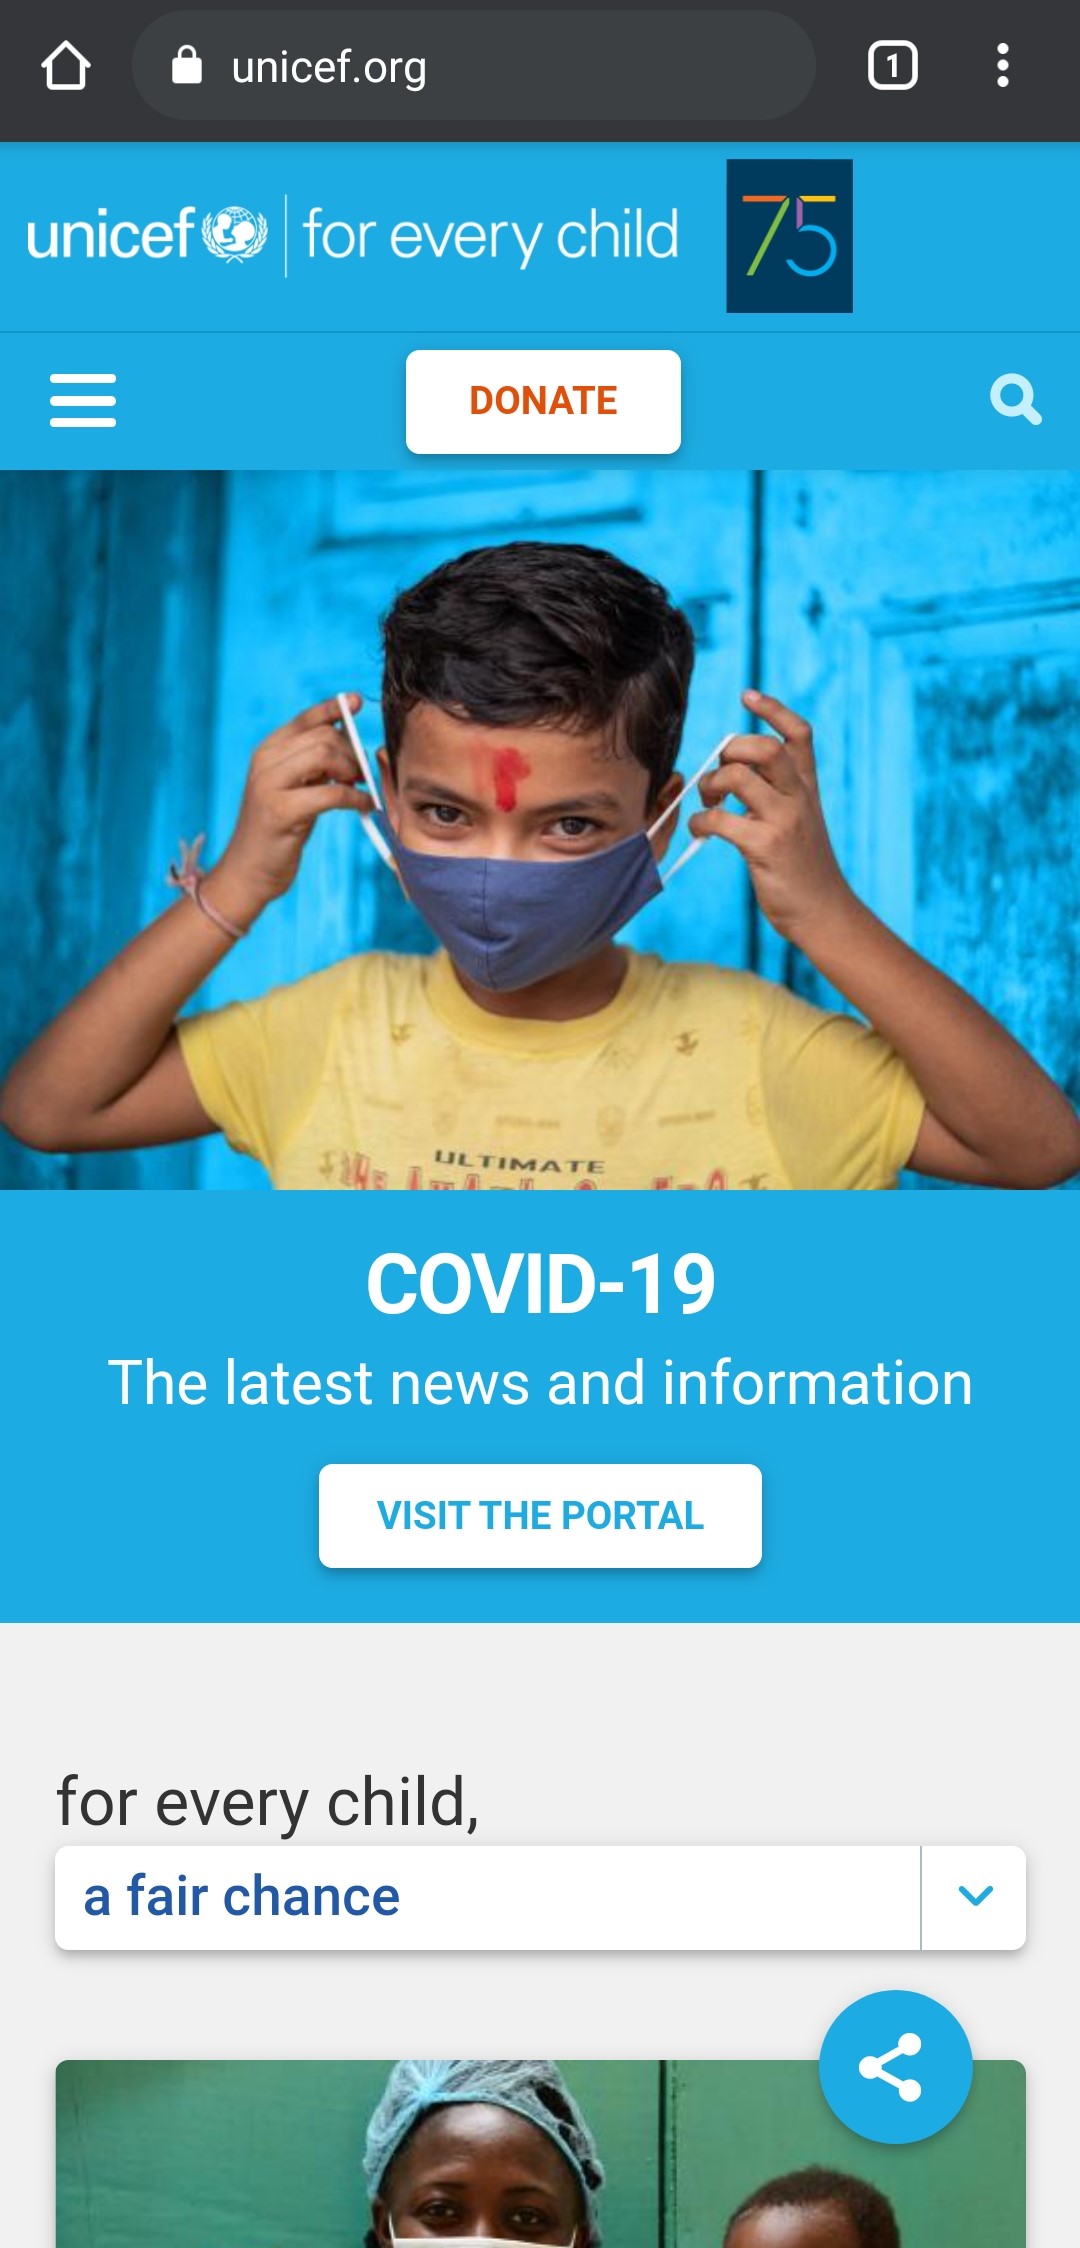 unicef.org
1
unicef for every child
75
DONATE
ULTIMATE
COVID-19
The latest news and information
VISIT THE PORTAL
for every child,
a fair chance